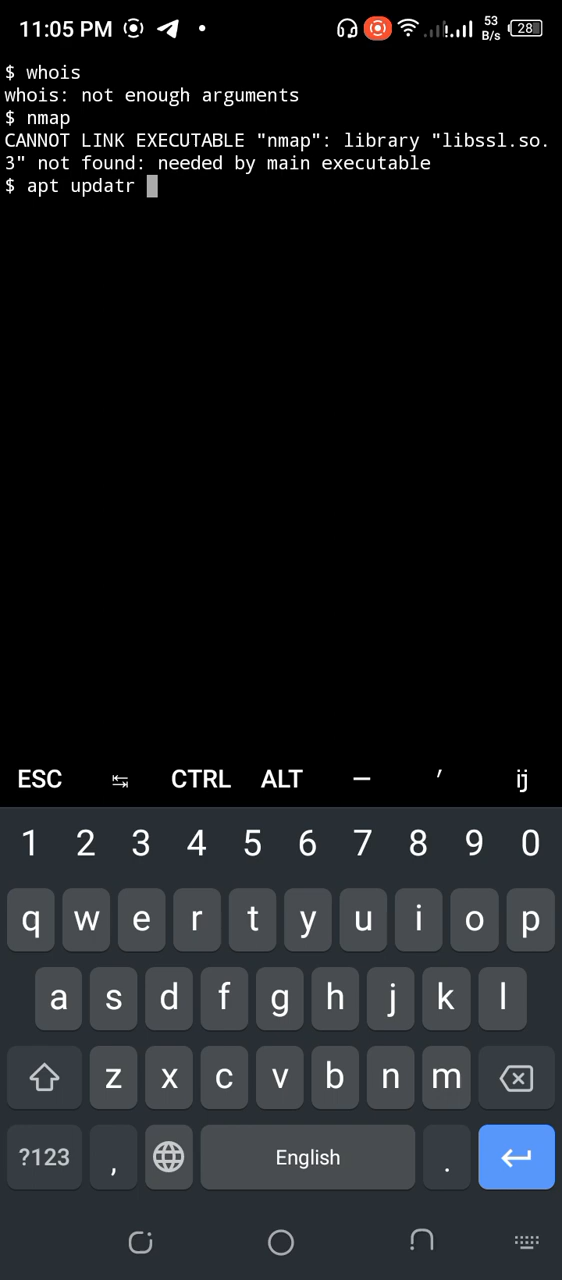 11:05 PM 53 B/s 28
$ whois
whois: not enough arguments
$ nmap
CANNOT LINK EXECUTABLE "nmap": library "libssl.so.
3" not found: needed by main executable
$ apt updatr
ESC ↹ CTRL ALT — ′ ij
1 2 3 4 5 6 7 8 9 0
q w e r t y u i o p
a s d f g h j k l
z x c v b n m
?123 , English .